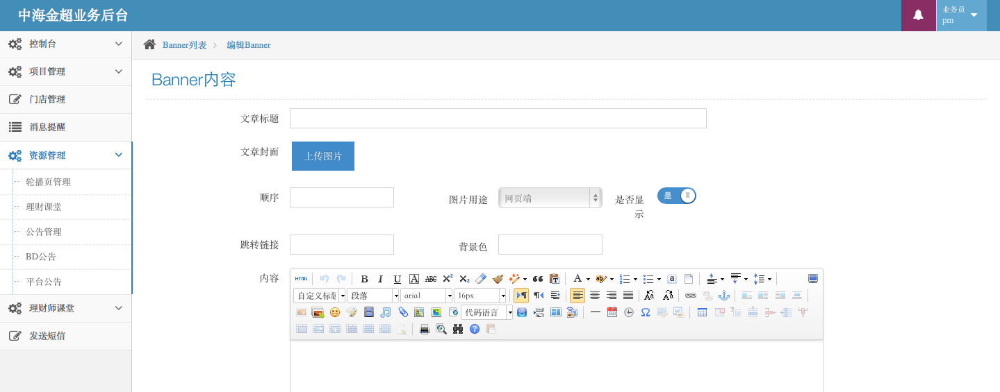 中海金超业务后台
业务员
pm
控制台
项目管理
门店管理
消息提醒
资源管理
轮播页管理
理财课堂
公告管理
BD公告
平台公告
理财师课堂
发送短信
Banner列表
编辑Banner
Banner内容
文章标题
文章封面
上传图片
顺序
图片用途
网页端
是否显
示
是
跳转链接
背景色
内容
HTML
B I U A ABC X² X₂
自定义标题
段落
arial
16px
代码语言